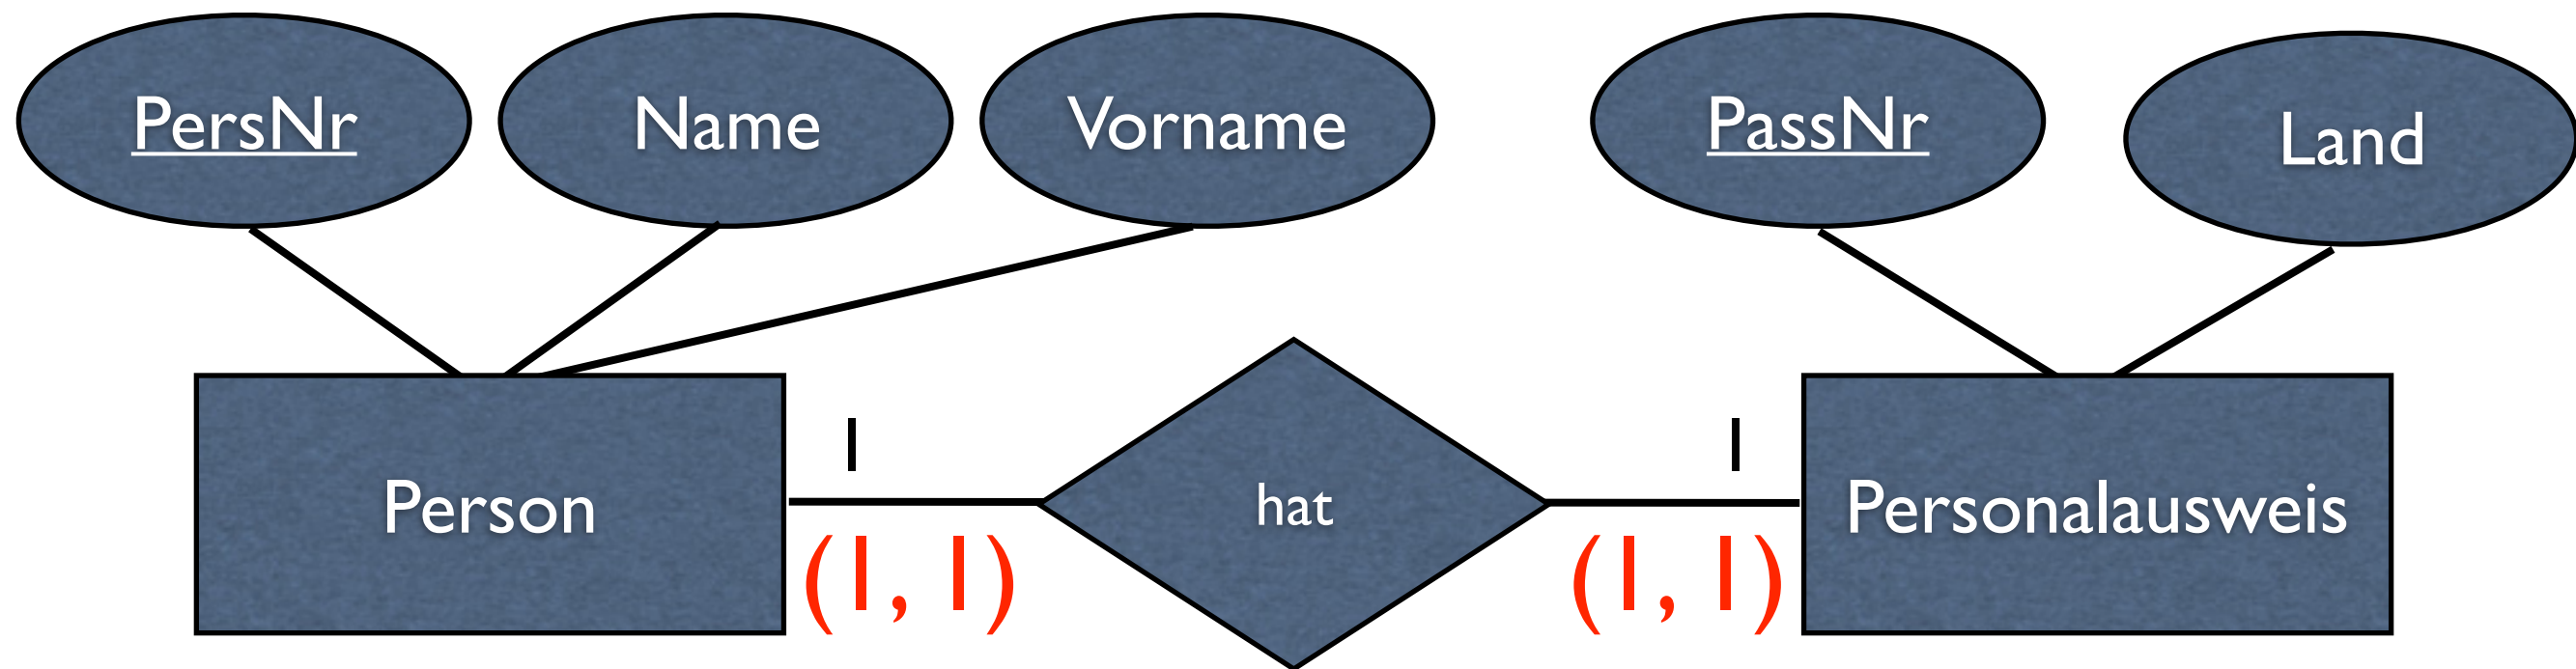 PersNr
Name
Vorname
PassNr
Land
1
1
Person
hat
Personalausweis
(1, 1)
(1, 1)